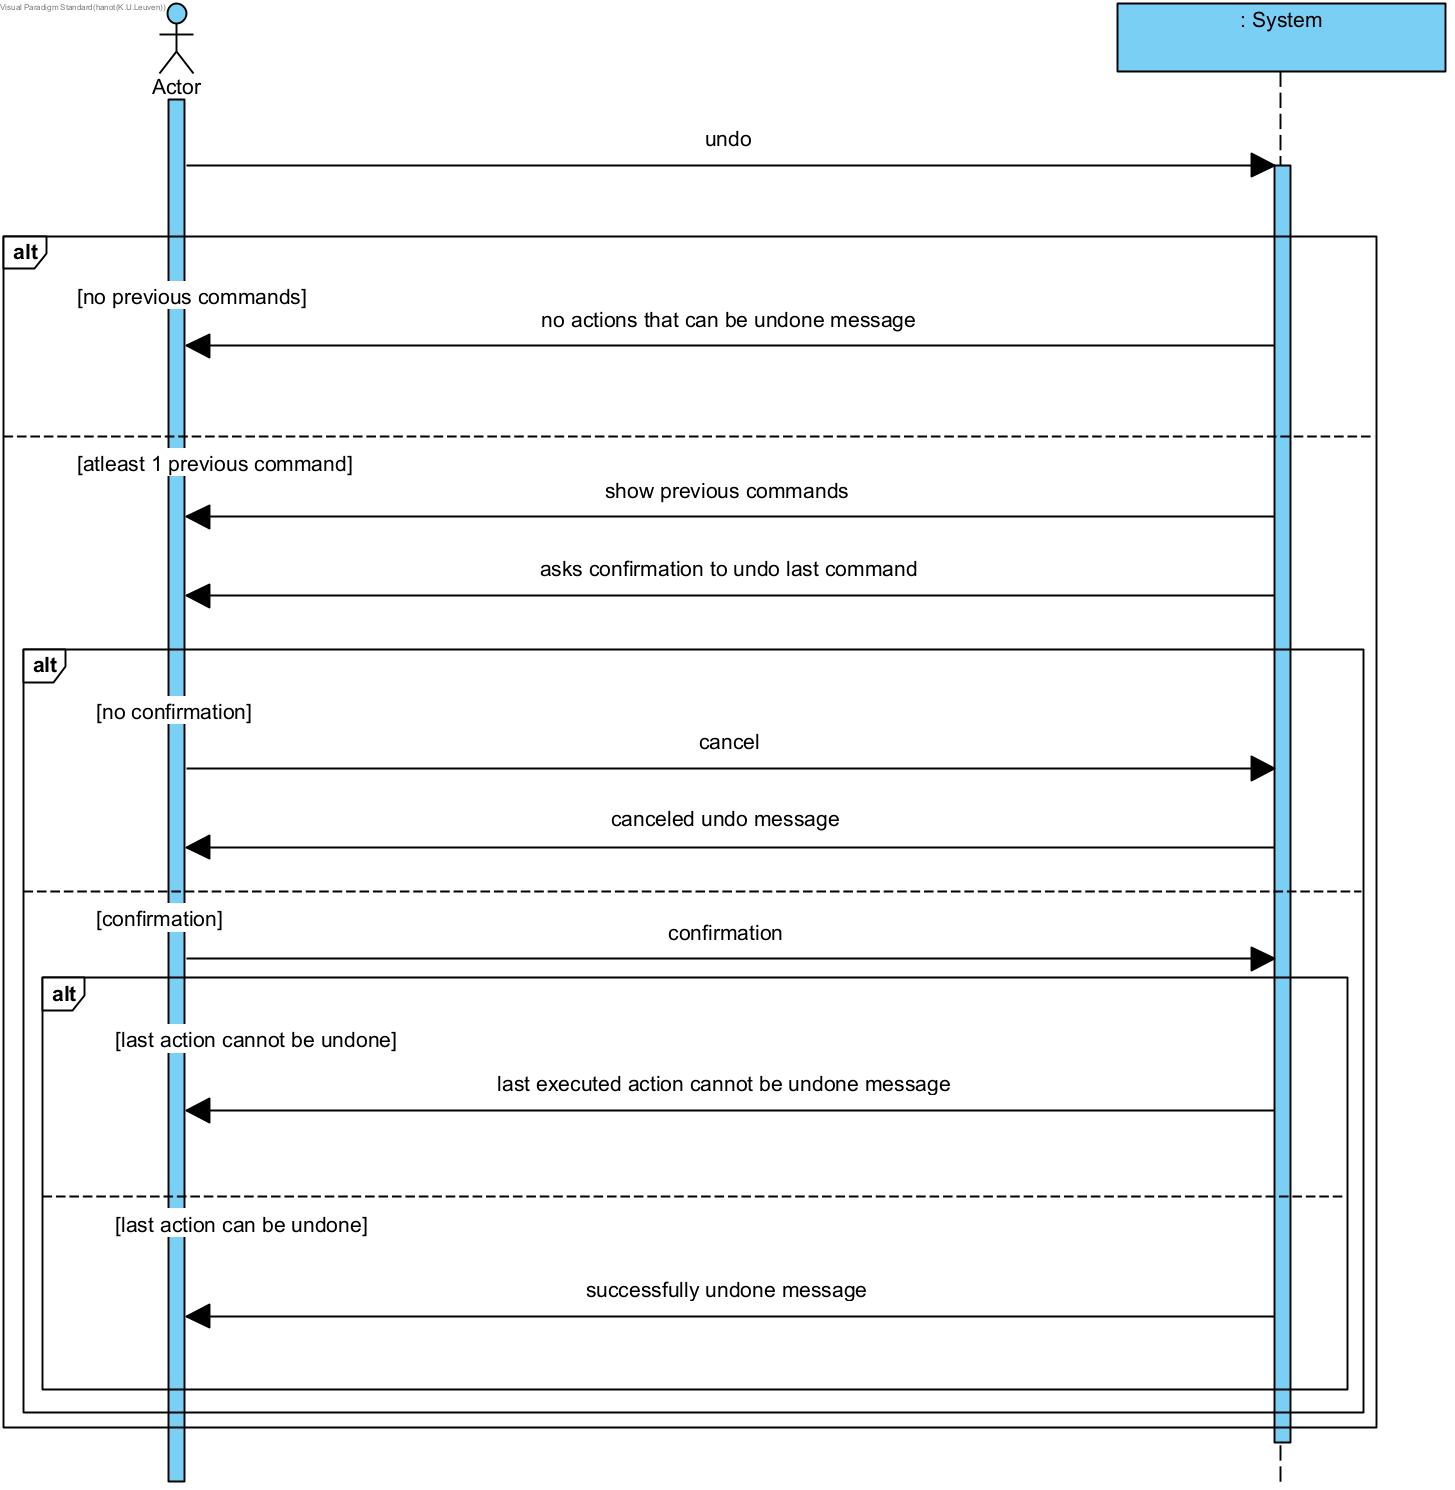 Visual Paradigm Standard(hanot(K.U.Leuven))
: System
Actor
undo
alt
[no previous commands]
no actions that can be undone message
[atleast 1 previous command]
show previous commands
asks confirmation to undo last command
alt
[no confirmation]
cancel
canceled undo message
[confirmation]
confirmation
alt
[last action cannot be undone]
last executed action cannot be undone message
[last action can be undone]
successfully undone message